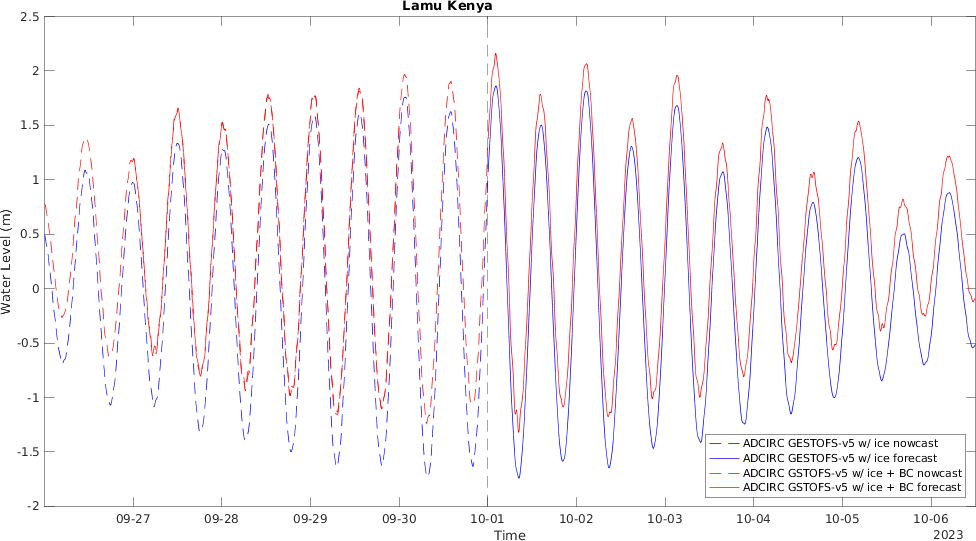 Lamu Kenya
2.5
2
1.5
1
0.5
0
-0.5
-1
-1.5
-2
Water Level (m)
ADCIRC GESTOFS-v5 w/ ice nowcast
ADCIRC GESTOFS-v5 w/ ice forecast
ADCIRC GSTOFS-v5 w/ ice + BC nowcast
ADCIRC GSTOFS-v5 w/ ice + BC forecast
09-27 09-28 09-29 09-30 10-01 10-02 10-03 10-04 10-05 10-06
Time
2023